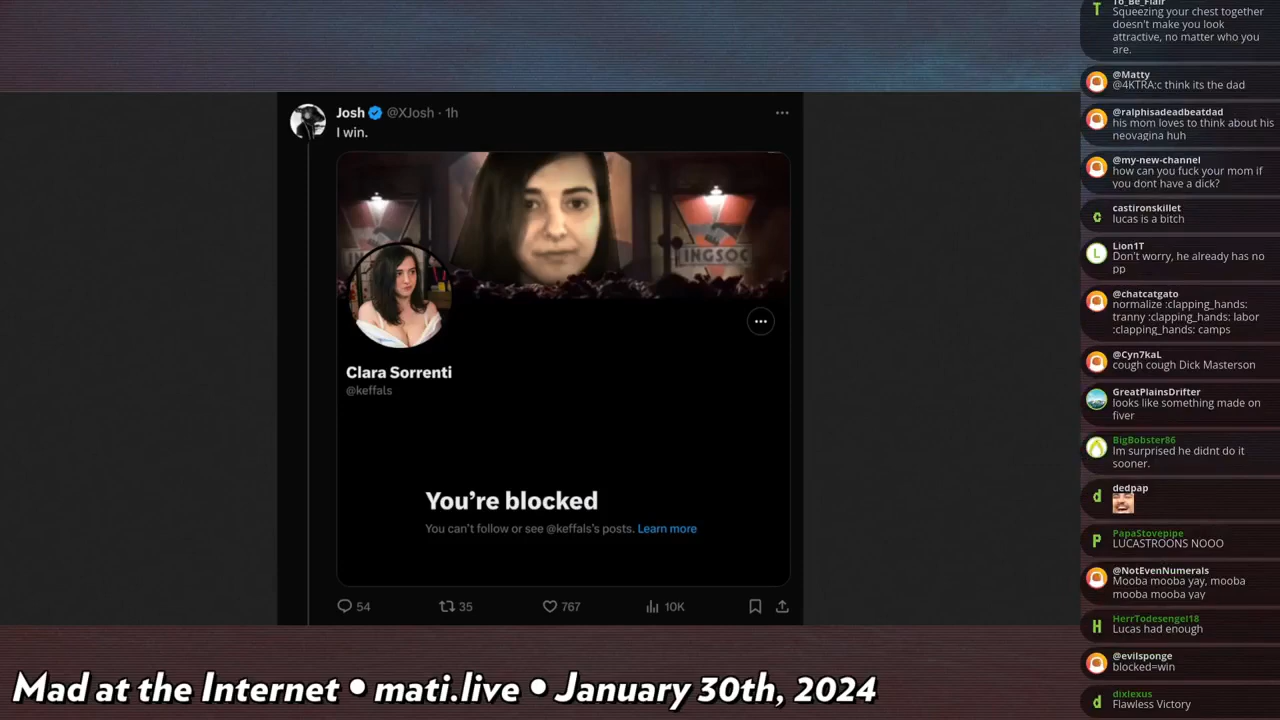 Josh @XJosh · 1h
I win.
INGSOC
Clara Sorrenti
@keffals
You're blocked
You can't follow or see @keffals's posts. Learn more
54 35 767 10K
To_Be_Flair
Squeezing your chest together
doesn't make you look
attractive, no matter who you
are.
@Matty
@4KTRA:c think its the dad
@ralphisadeadbeatdad
his mom loves to think about his
neovagina huh
@my-new-channel
how can you fuck your mom if
you dont have a dick?
castironskillet
lucas is a bitch
Lion1T
Don't worry, he already has no
pp
@chatcatgato
normalize :clapping_hands:
tranny :clapping_hands: labor
:clapping_hands: camps
@Cyn7kaL
cough cough Dick Masterson
GreatPlainsDrifter
looks like something made on
fiver
BigBobster86
Im surprised he didnt do it
sooner.
dedpap
PapaStovepipe
LUCASTROONS NOOO
@NotEvenNumerals
Mooba mooba yay, mooba
mooba mooba yay
HerrTodesengel18
Lucas had enough
@evilsponge
blocked=win
dixlexus
Flawless Victory
Mad at the Internet • mati.live • January 30th, 2024